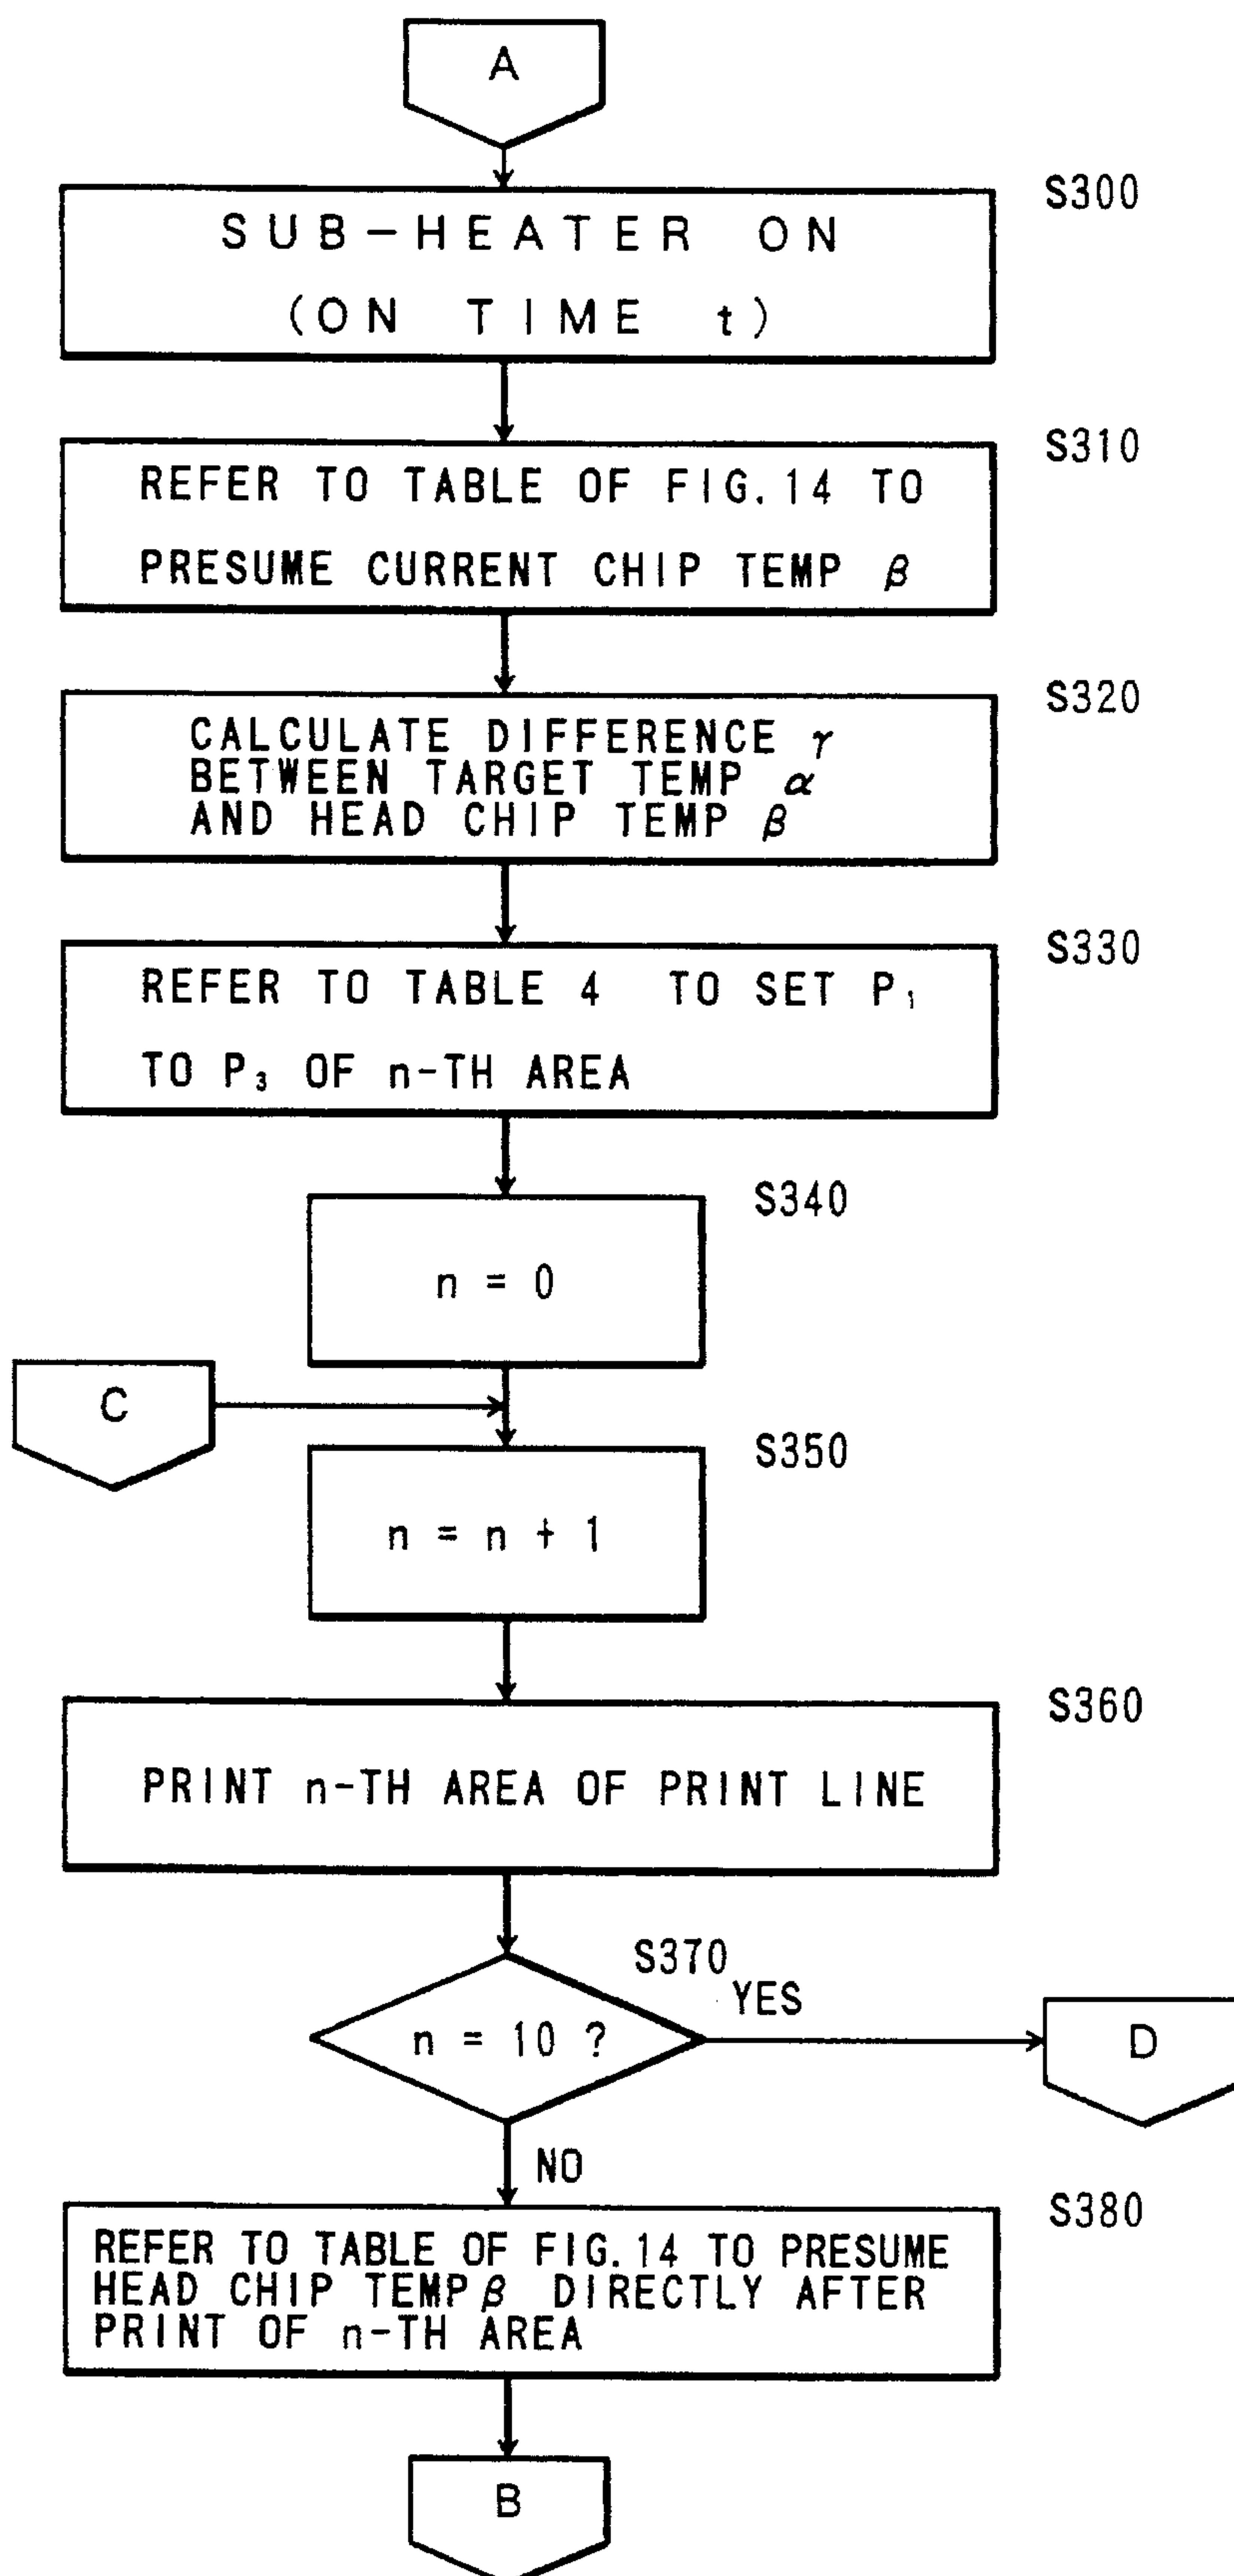 A
S300
SUB-HEATER ON
(ON TIME t)
S310
REFER TO TABLE OF FIG.14 TO
PRESUME CURRENT CHIP TEMP β
S320
CALCULATE DIFFERENCE γ
BETWEEN TARGET TEMP α
AND HEAD CHIP TEMP β
S330
REFER TO TABLE 4 TO SET P₁
TO P₃ OF n-TH AREA
S340
n = 0
C
S350
n = n + 1
S360
PRINT n-TH AREA OF PRINT LINE
S370
YES
n = 10 ?
D
NO
S380
REFER TO TABLE OF FIG.14 TO PRESUME
HEAD CHIP TEMP β DIRECTLY AFTER
PRINT OF n-TH AREA
B